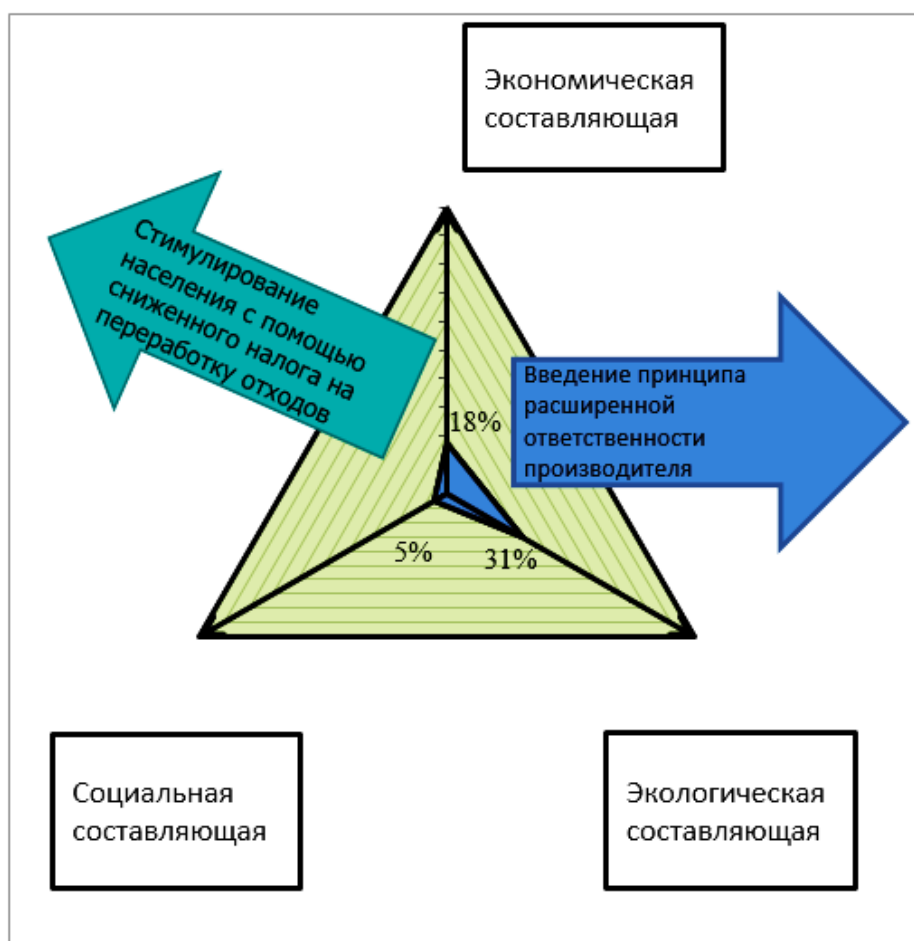 Экономическая
составляющая
Стимулирование
населения с помощью
сниженного налога на
переработку отходов
Введение принципа
расширенной
ответственности
производителя
18%
5%
31%
Социальная
составляющая
Экологическая
составляющая